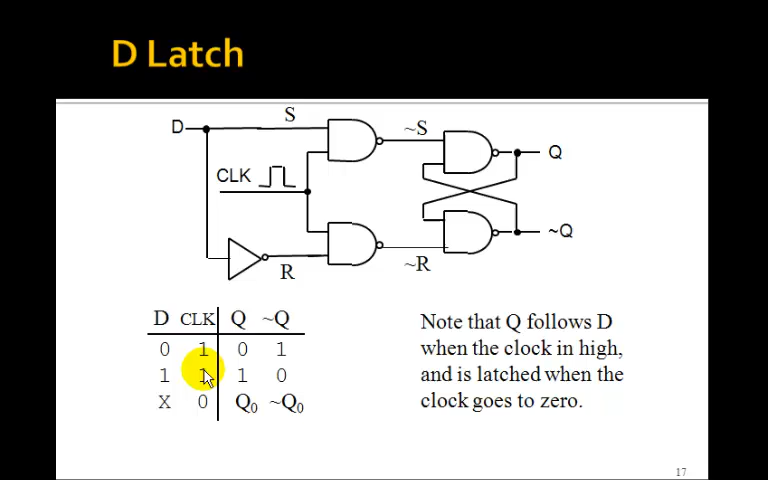 D Latch
D
S
~S
CLK
Q
~Q
R
~R
D CLK Q ~Q
0 1 0 1
1 1 1 0
X 0 Q₀ ~Q₀
Note that Q follows D
when the clock in high,
and is latched when the
clock goes to zero.
17